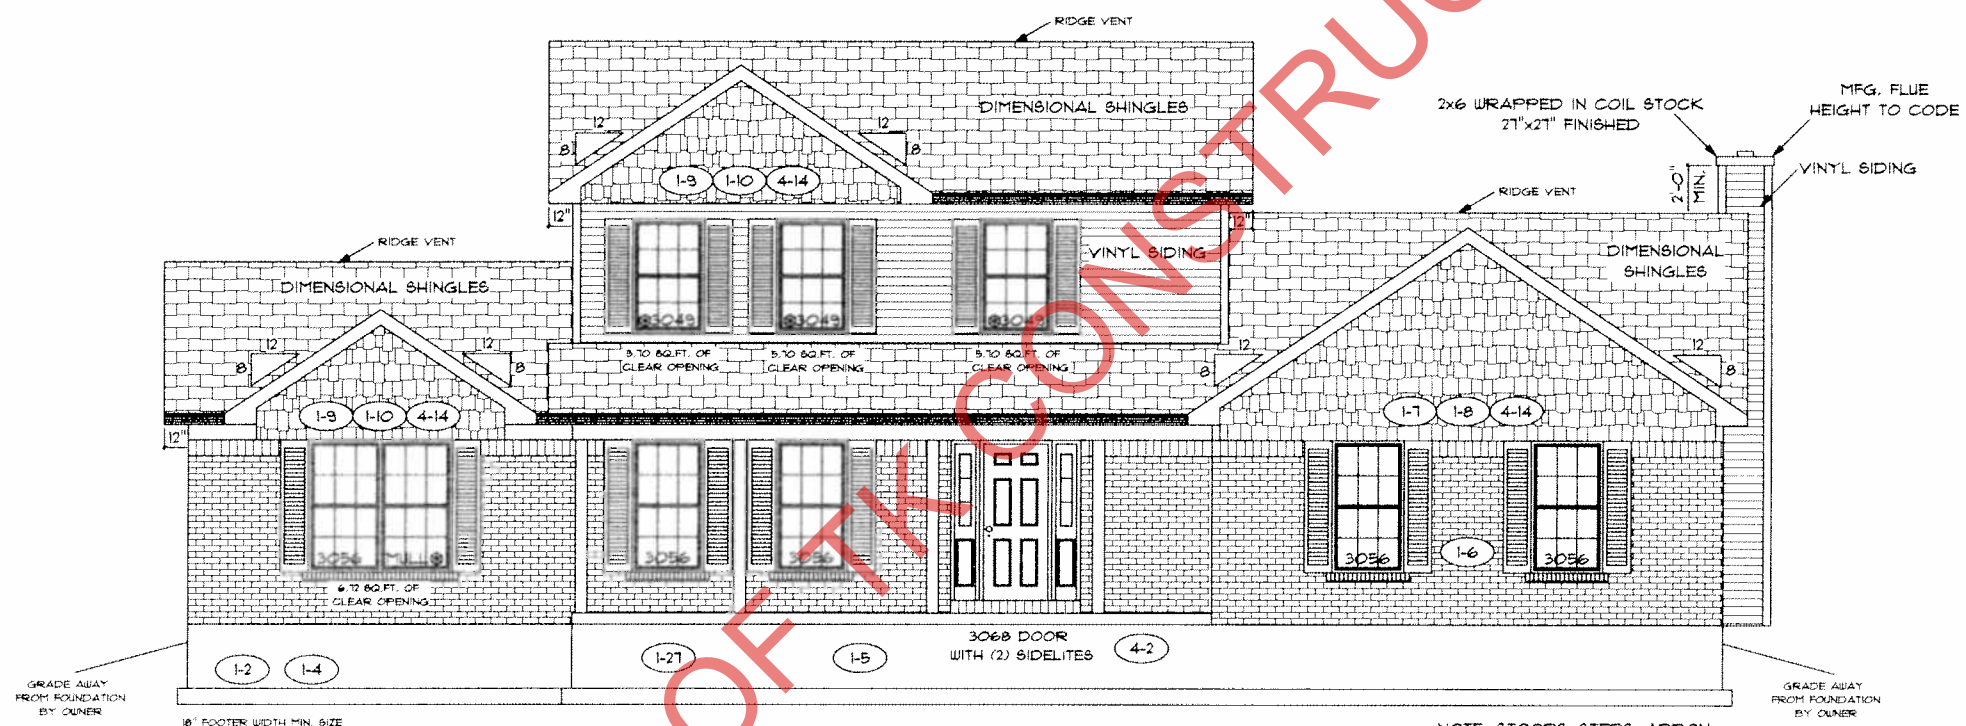 RIDGE VENT
DIMENSIONAL SHINGLES
12
8
12
8
1-9 1-10 4-14
2x6 WRAPPED IN COIL STOCK
27"x27" FINISHED
MFG. FLUE
HEIGHT TO CODE
VINYL SIDING
2'-0"
MIN.
RIDGE VENT
12"
12"
VINYL SIDING
DIMENSIONAL
SHINGLES
RIDGE VENT
DIMENSIONAL SHINGLES
3049
3049
3049
5.70 SQ.FT. OF
CLEAR OPENING
5.70 SQ.FT. OF
CLEAR OPENING
5.70 SQ.FT. OF
CLEAR OPENING
12
8
12
8
12
8
12
8
1-9 1-10 4-14
1-7 1-8 4-14
12"
3056 MULL
3056
3056
3056
1-6
3056
6.72 SQ.FT. OF
CLEAR OPENING
3068 DOOR
WITH (2) SIDELITES
4-2
1-2 1-4
1-27
1-5
GRADE AWAY
FROM FOUNDATION
BY OWNER
GRADE AWAY
FROM FOUNDATION
BY OWNER
18" FOOTER WIDTH MIN. SIZE
OF TK CONSTRUC